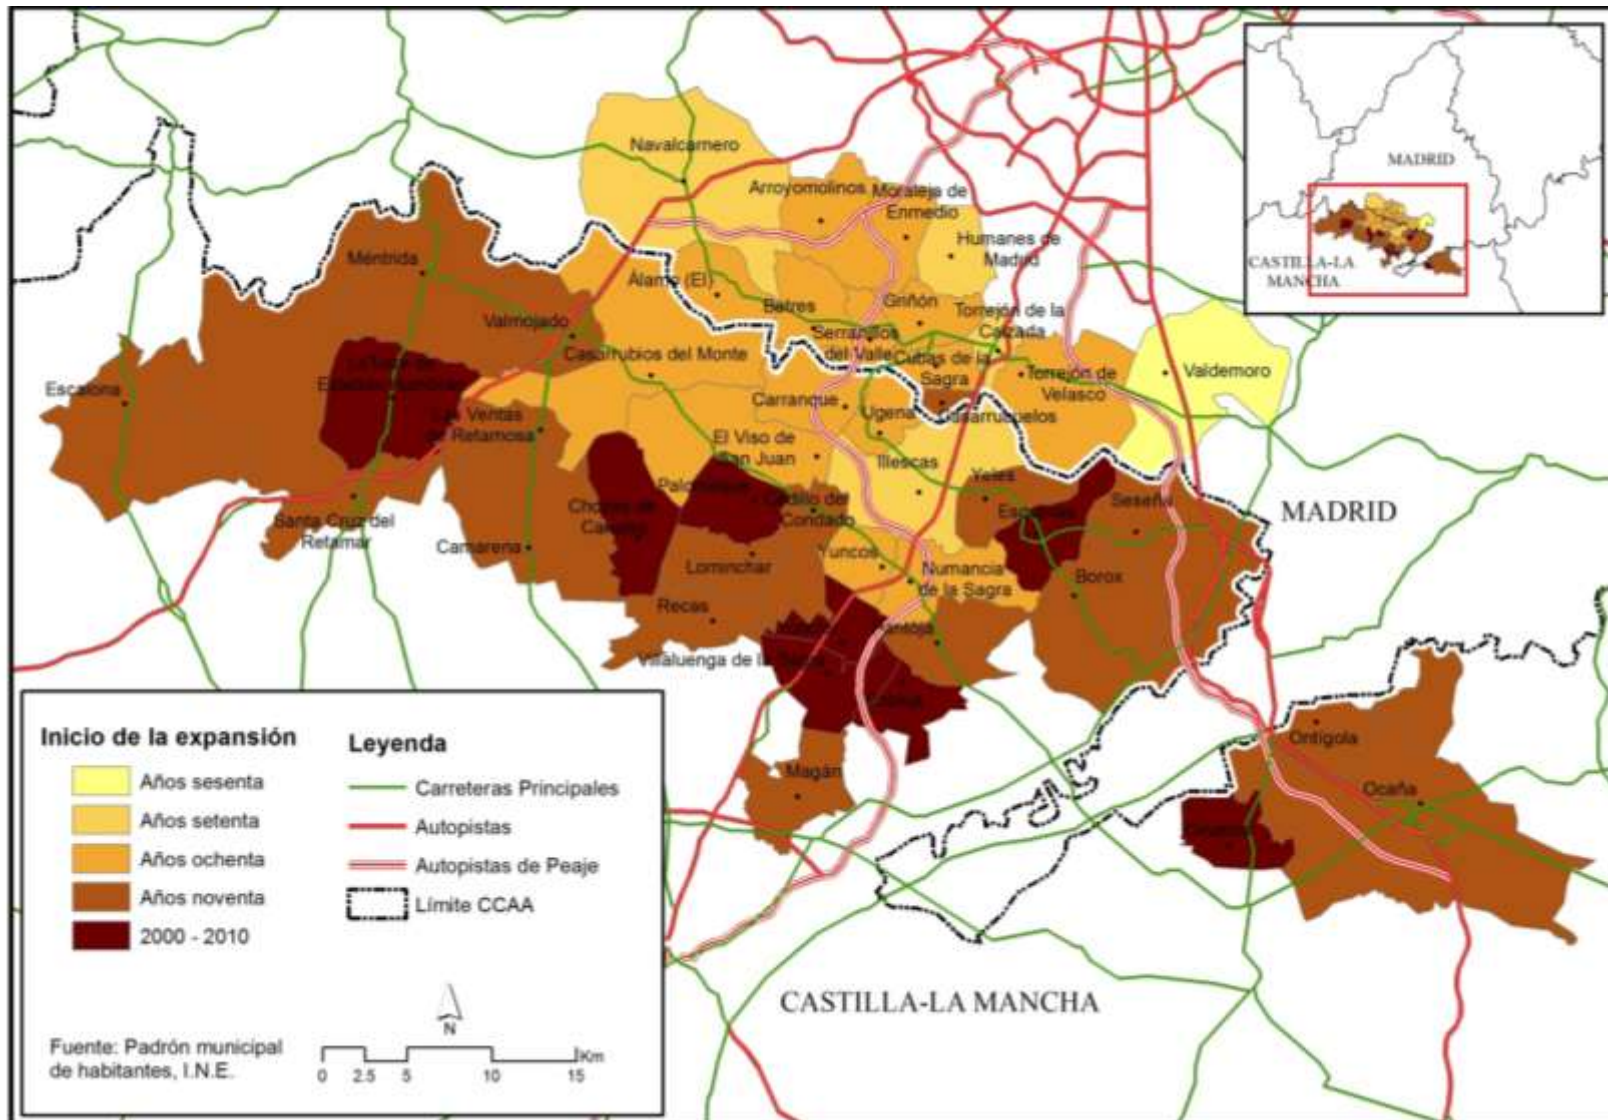 Navalcarnero
Arroyomolinos
Moraleja de
Enmedio
Humanes de
Madrid
MADRID
CASTILLA-LA
MANCHA
Méntrida
Álamo (El)
Batres
Griñón
Serranillos
del Valle
Torrejón de la
Calzada
Cubas de la
Sagra
Valmojado
Casarrubios del Monte
Torrejón de
Velasco
Valdemoro
Escalona
Carranque
Ugena
Casarrubuelos
Las Ventas
de Retamosa
El Viso de
San Juan
Illescas
Yeles
Seseña
MADRID
Cedillo del
Condado
Santa Cruz del
Retamar
Camarena
Lominchar
Yuncos
Numancia
de la Sagra
Borox
Recas
Villaluenga de la
Magán
Ontígola
Ocaña
CASTILLA-LA MANCHA
Inicio de la expansión
Años sesenta
Años setenta
Años ochenta
Años noventa
2000 - 2010
Leyenda
Carreteras Principales
Autopistas
Autopistas de Peaje
Límite CCAA
N
Fuente: Padrón municipal
de habitantes, I.N.E.
Km
0 2.5 5 10 15